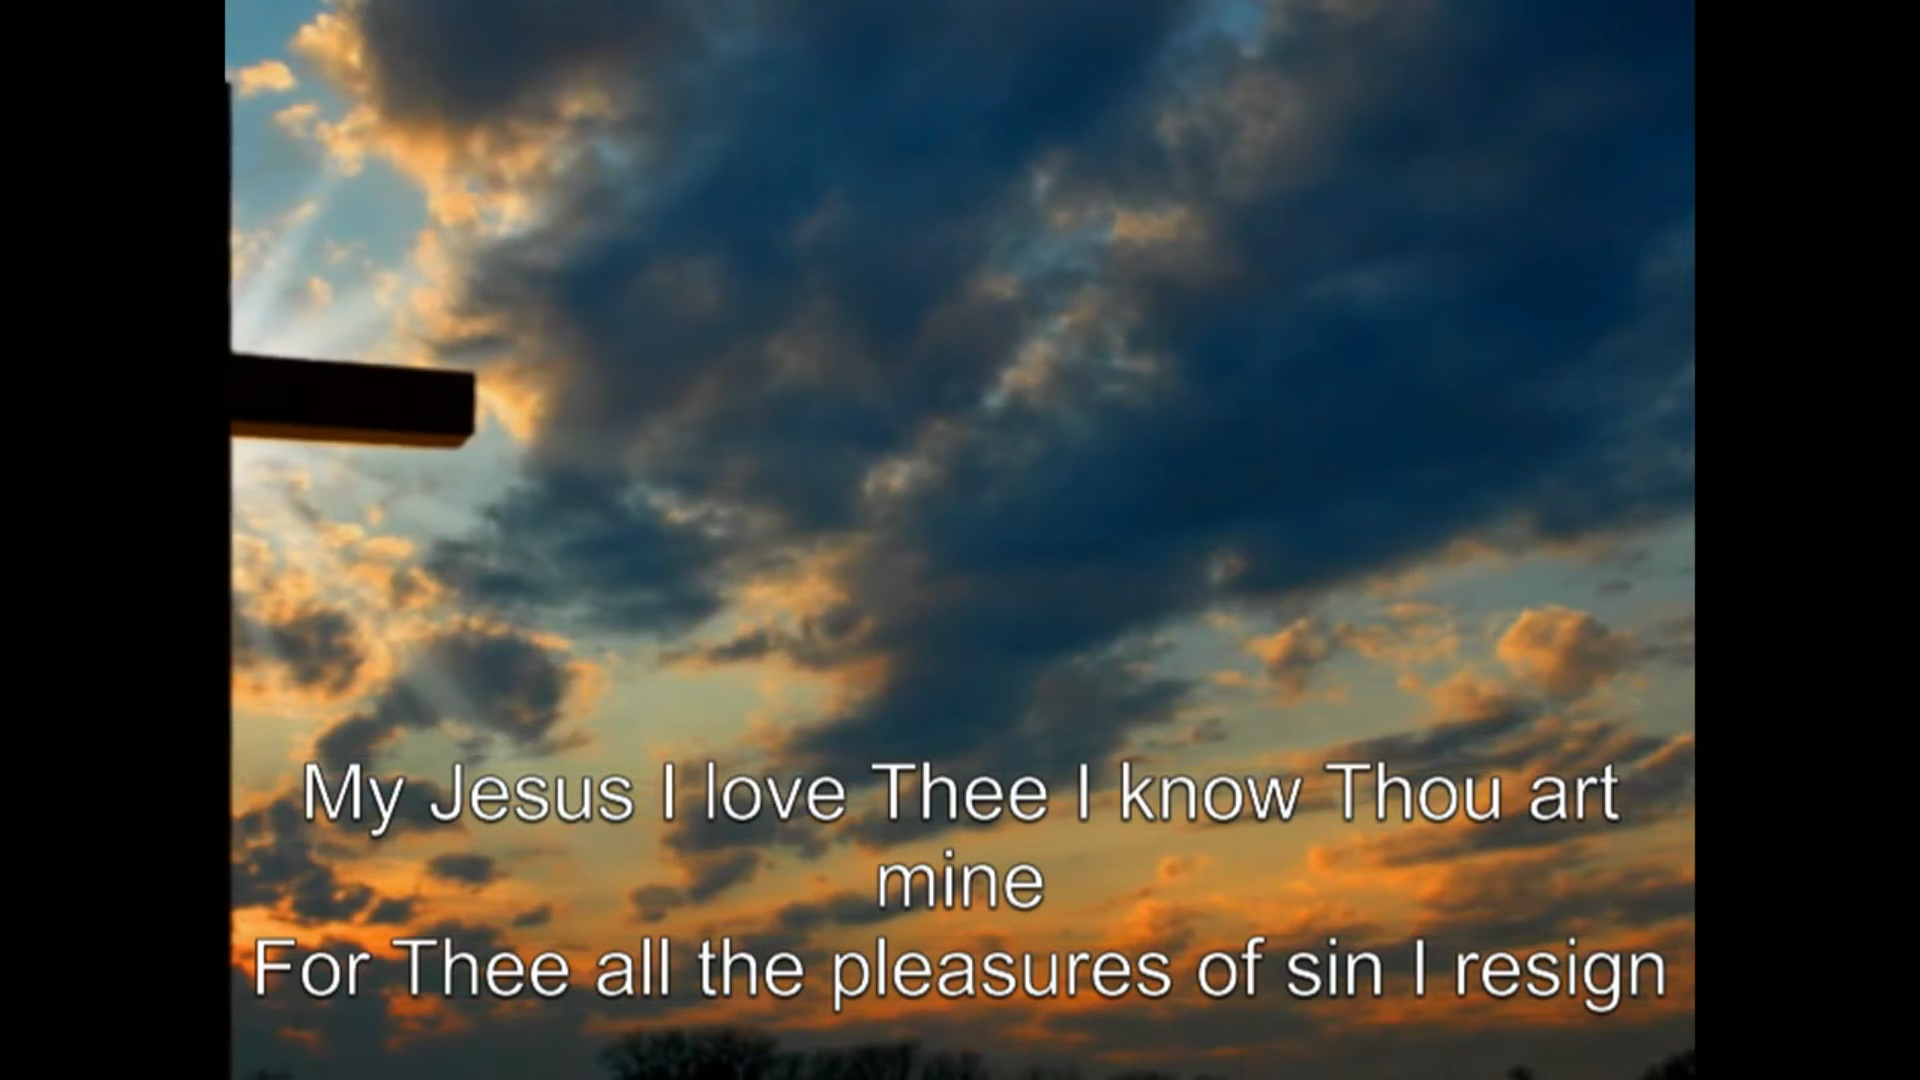 My Jesus I love Thee I know Thou art
mine
For Thee all the pleasures of sin I resign